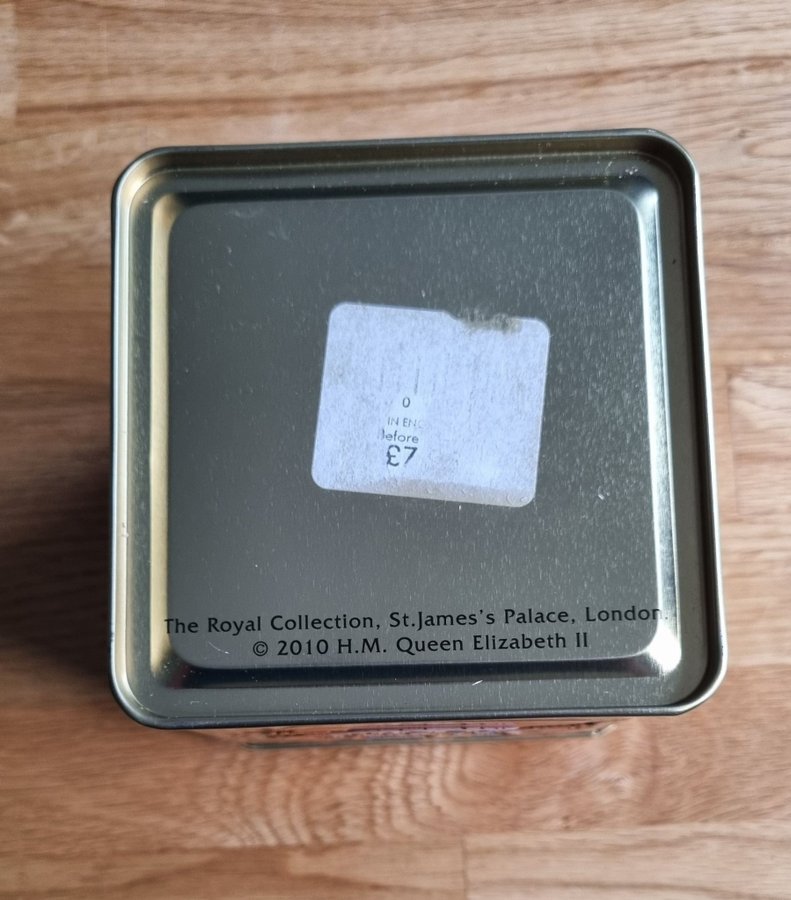 0
IN ENG
Before
£7
The Royal Collection, St.James's Palace, London.
© 2010 H.M. Queen Elizabeth II